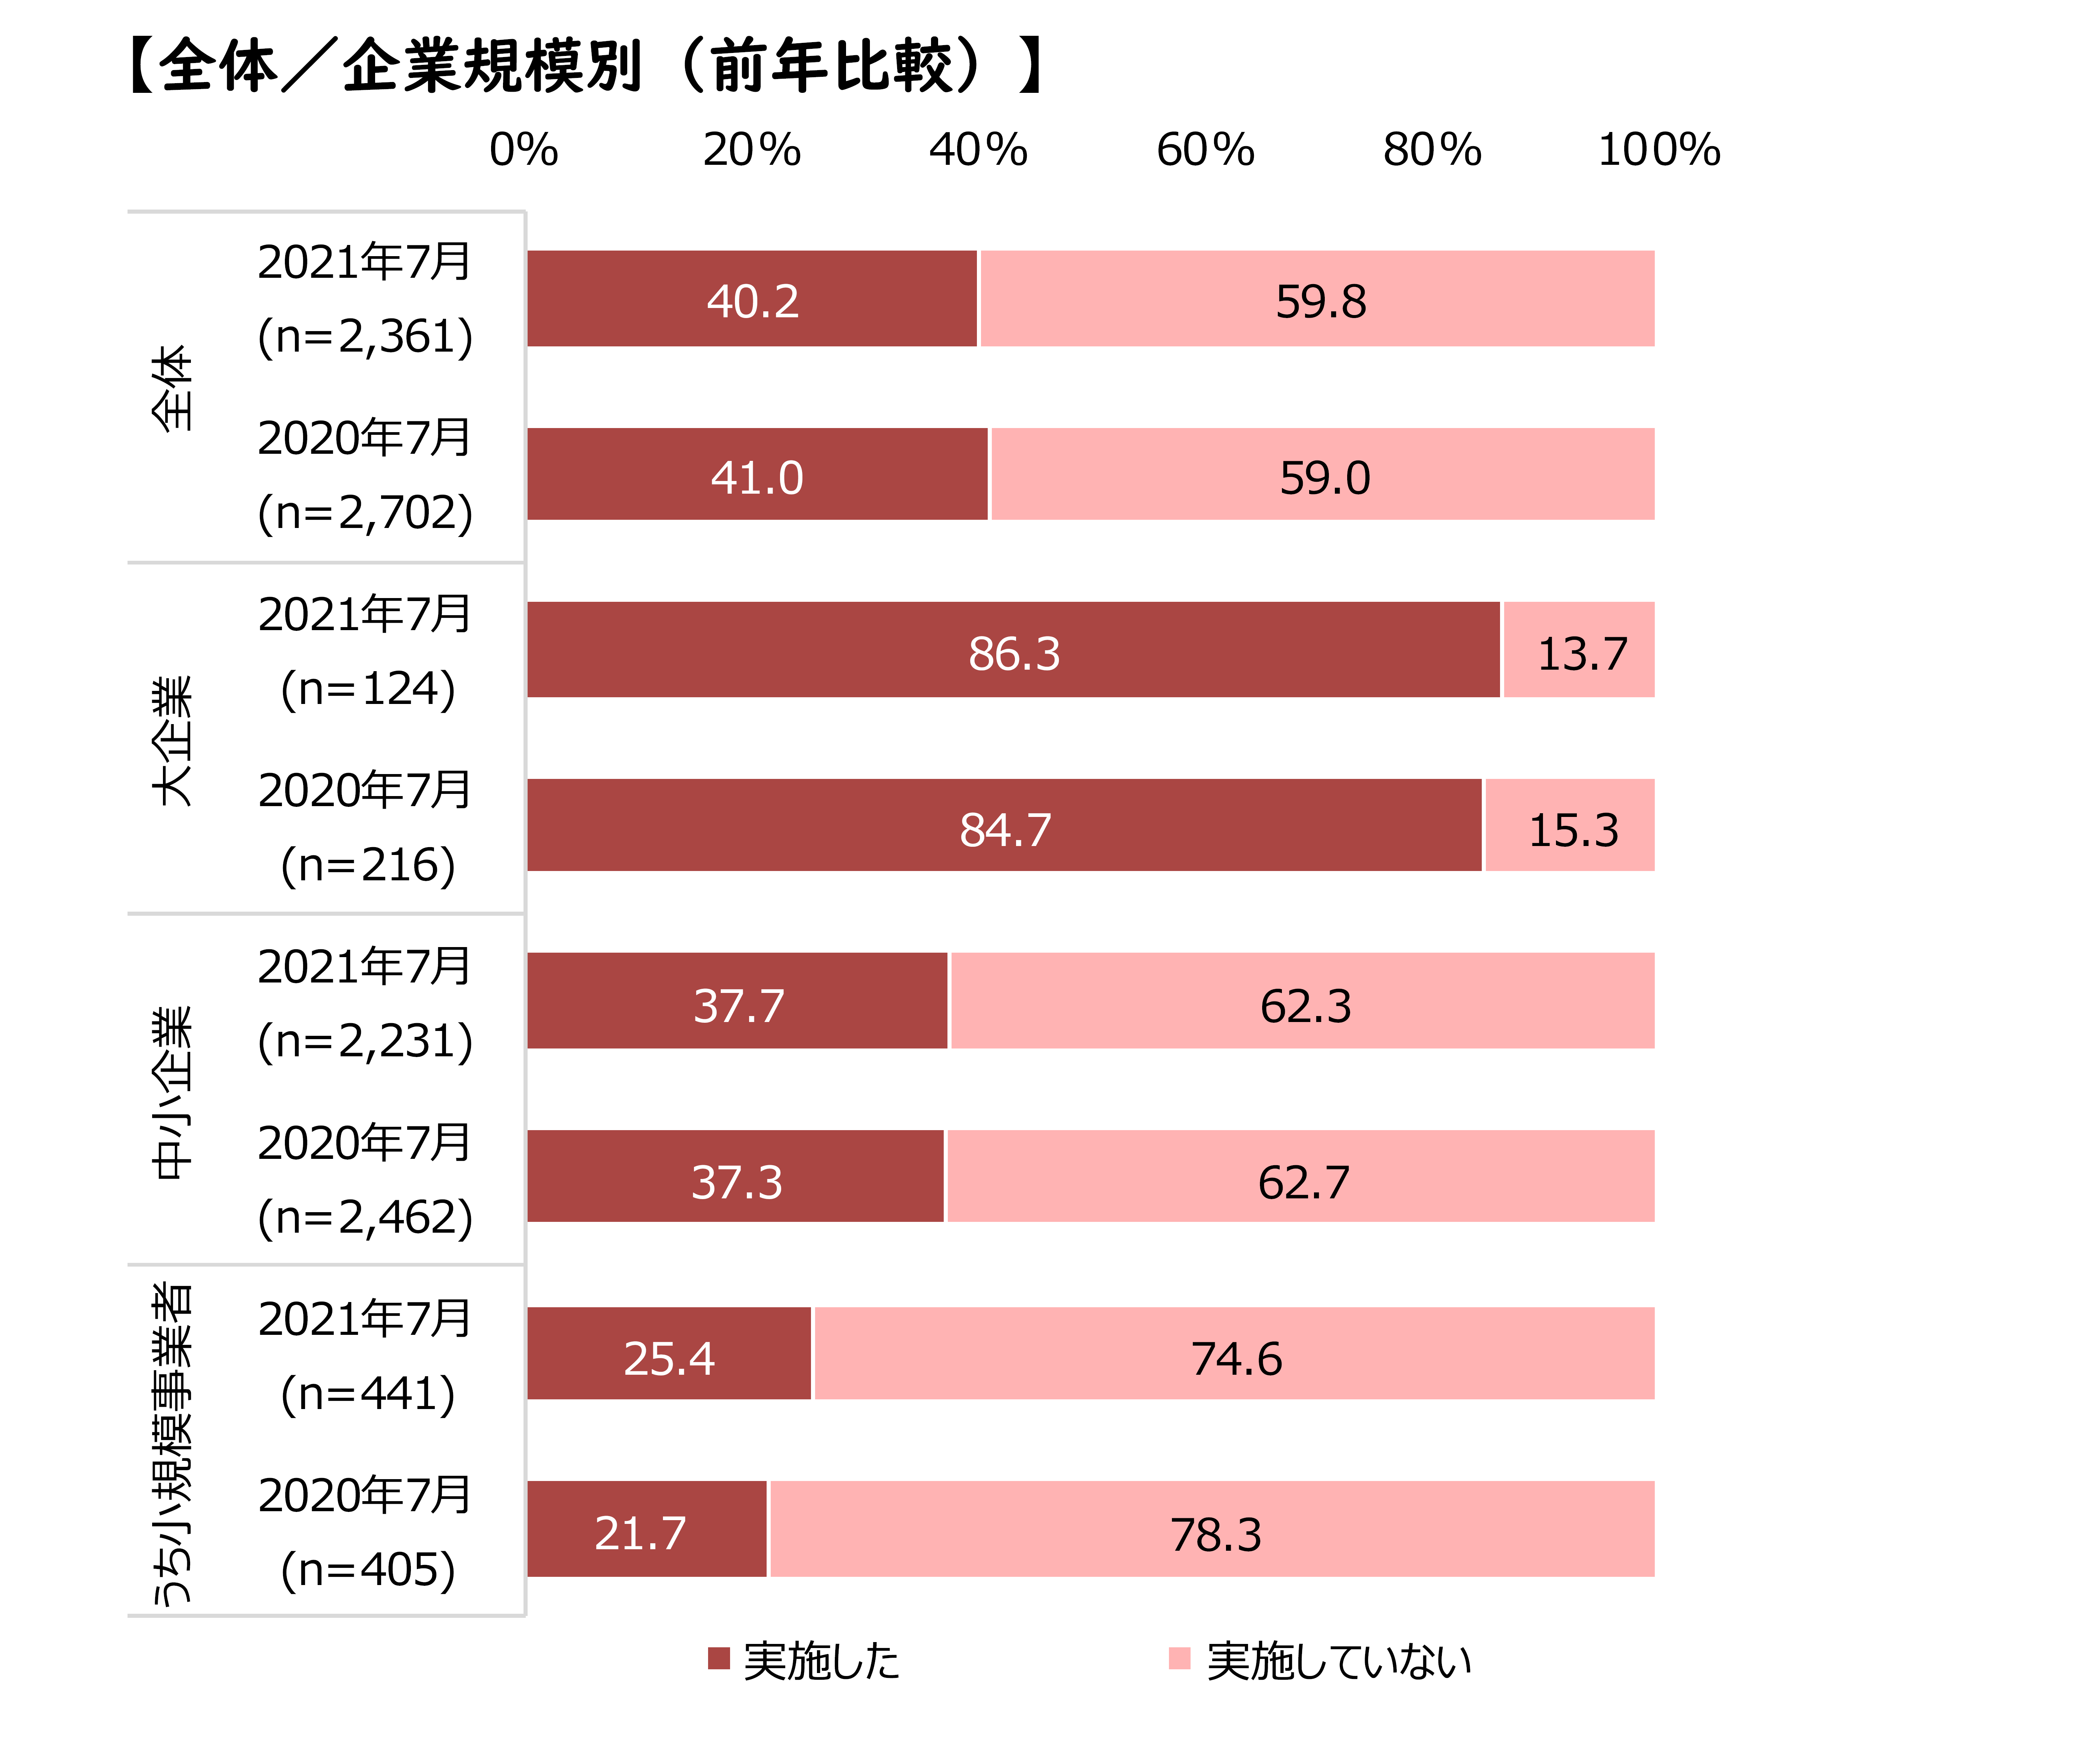 【全体／企業規模別（前年比較）】
0% 20% 40% 60% 80% 100%
全体
2021年7月
(n=2,361)
40.2 59.8
2020年7月
(n=2,702)
41.0 59.0
大企業
2021年7月
(n=124)
86.3 13.7
2020年7月
(n=216)
84.7 15.3
中小企業
2021年7月
(n=2,231)
37.7 62.3
2020年7月
(n=2,462)
37.3 62.7
うち小規模事業者
2021年7月
(n=441)
25.4 74.6
2020年7月
(n=405)
21.7 78.3
実施した 実施していない